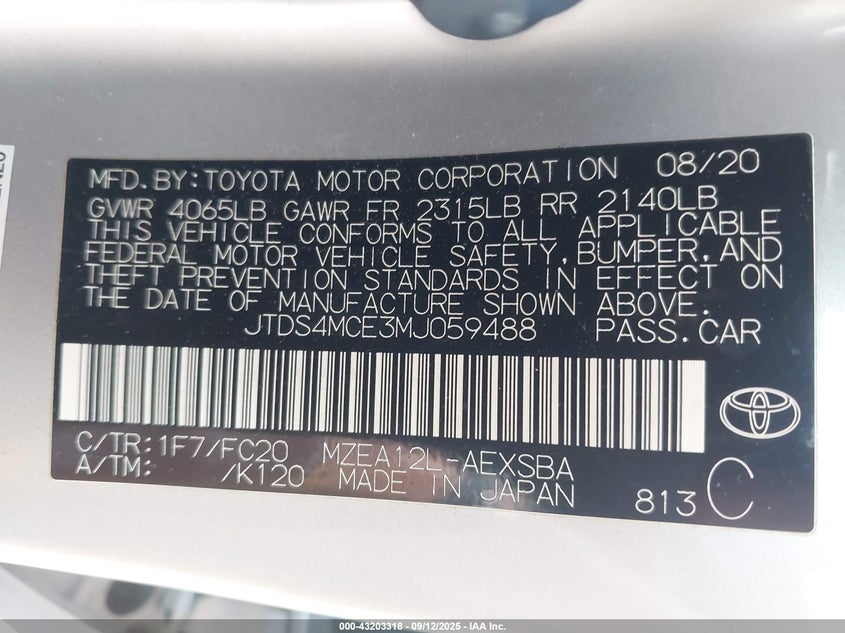 MFD.BY:TOYOTA MOTOR CORPORATION 08/20
GVWR 4065LB GAWR FR 2315LB RR 2140LB
THIS VEHICLE CONFORMS TO ALL APPLICABLE
FEDERAL MOTOR VEHICLE SAFETY,BUMPER,AND
THEFT PREVENTION STANDARDS IN EFFECT ON
THE DATE OF MANUFACTURE SHOWN ABOVE.
JTDS4MCE3MJ059488 PASS.CAR
C/TR:1F7/FC20 MZEA12L-AEXSBA
A/TM: /K120 MADE IN JAPAN 813 C
000-43203318 - 09/12/2025 - IAA Inc.